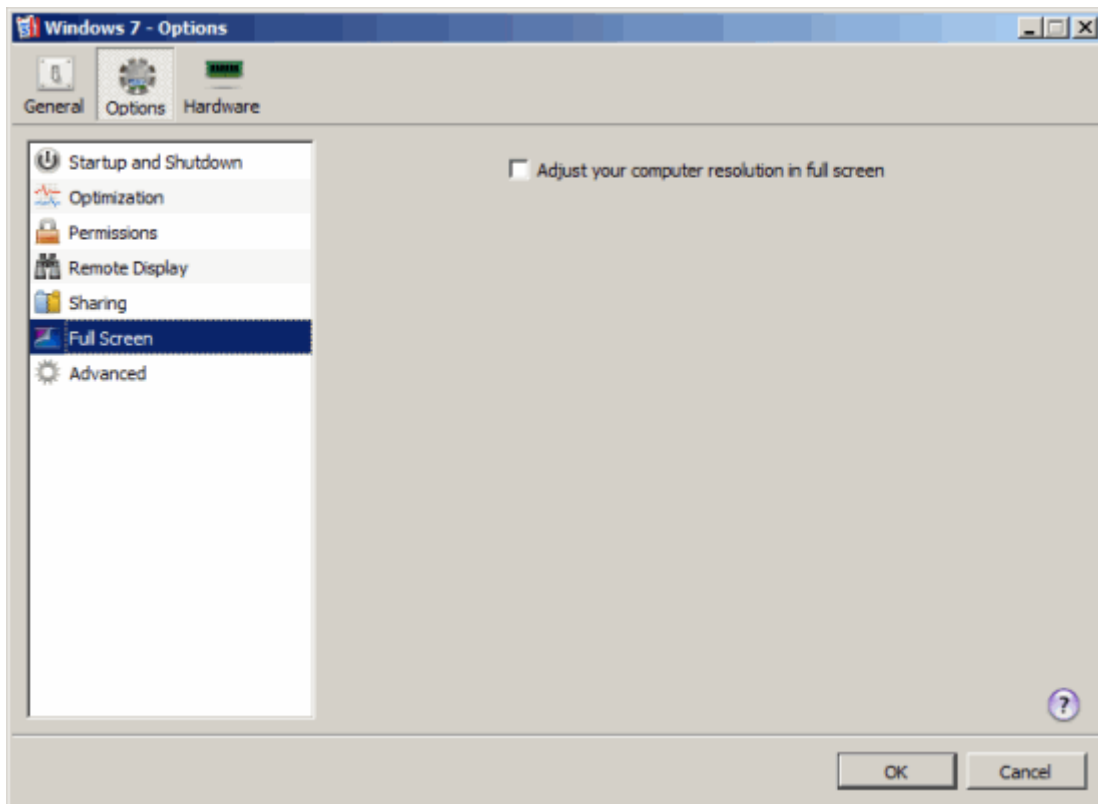 Windows 7 - Options
General Options Hardware
Startup and Shutdown
Optimization
Permissions
Remote Display
Sharing
Full Screen
Advanced
Adjust your computer resolution in full screen
?
OK Cancel